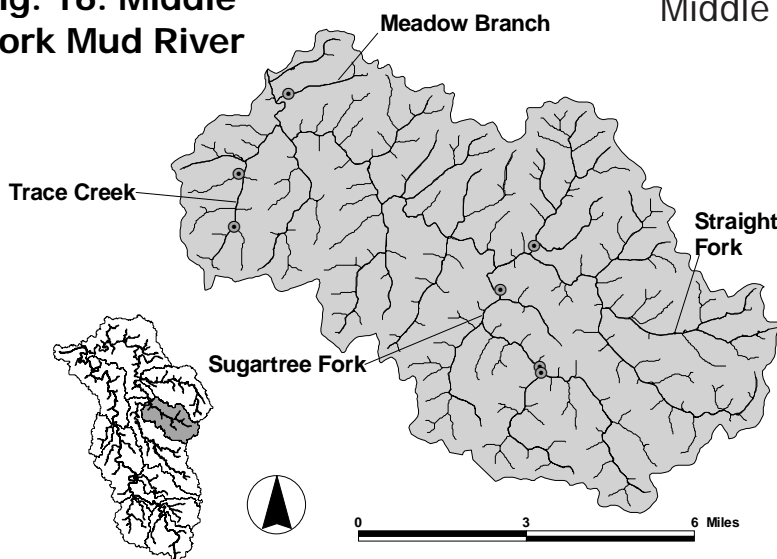 ig. 18. Middle
ork Mud River
Middle
Meadow Branch
Trace Creek
Straight
Fork
Sugartree Fork
0 3 6 Miles